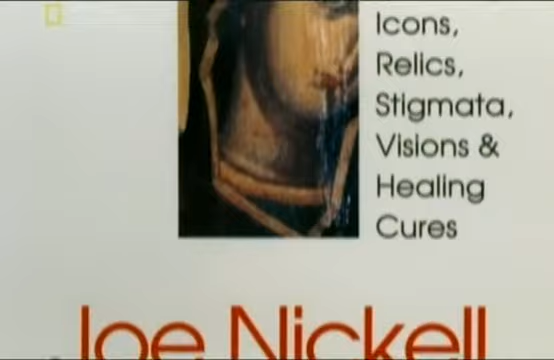 Icons,
Relics,
Stigmata,
Visions &
Healing
Cures
Joe Nickell